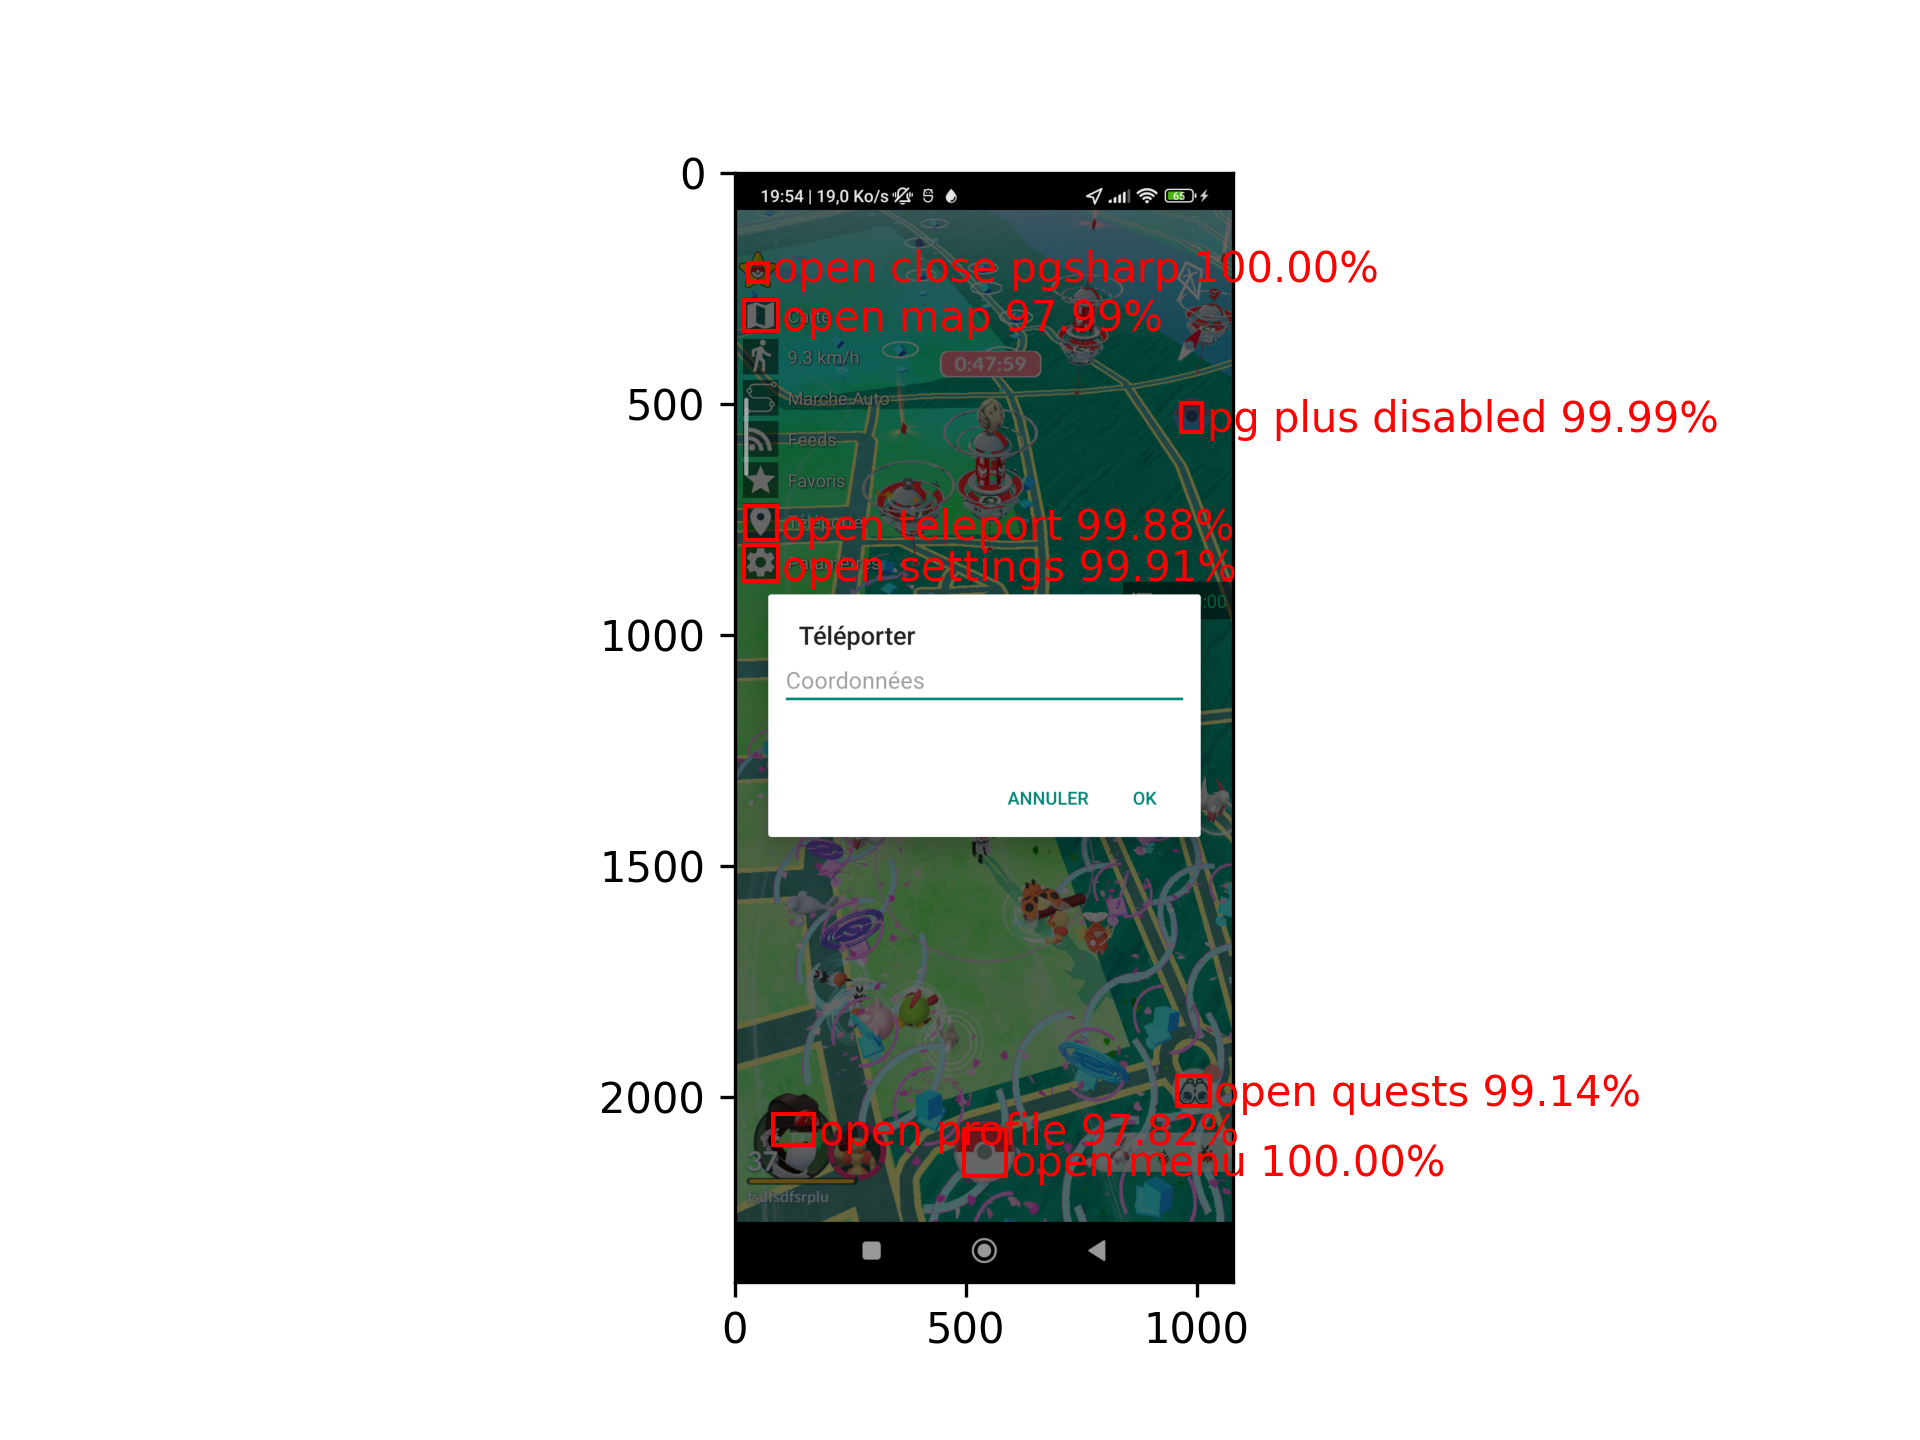 0
19:54 | 19,0 Ko/s
65
open close pgsharp 100.00%
Carte
open map 97.99%
9.3 km/h
0:47:59
500
Marche Auto
pg plus disabled 99.99%
Feeds
Favoris
Téléporter
open teleport 99.88%
Paramètres
open settings 99.91%
:00
1000
Téléporter
Coordonnées
ANNULER OK
1500
2000
open quests 99.14%
open profile 97.82%
37
open menu 100.00%
fsdfsdfsrplu
0 500 1000